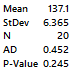 Mean 137.1
StDev 6.365
N 20
AD 0.452
P-Value 0.245